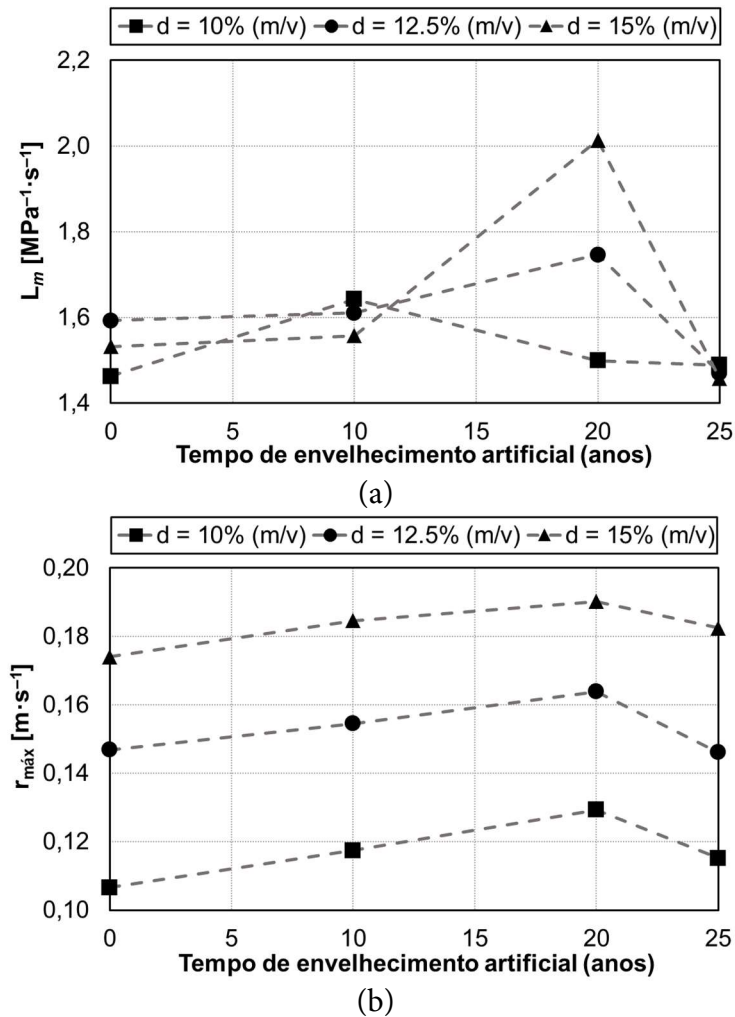 d = 10% (m/v) d = 12.5% (m/v) d = 15% (m/v)
2,2
2,0
1,8
1,6
1,4
Lm [MPa⁻¹·s⁻¹]
0 5 10 15 20 25
Tempo de envelhecimento artificial (anos)
(a)
d = 10% (m/v) d = 12.5% (m/v) d = 15% (m/v)
0,20
0,18
0,16
0,14
0,12
0,10
rmáx [m·s⁻¹]
0 5 10 15 20 25
Tempo de envelhecimento artificial (anos)
(b)